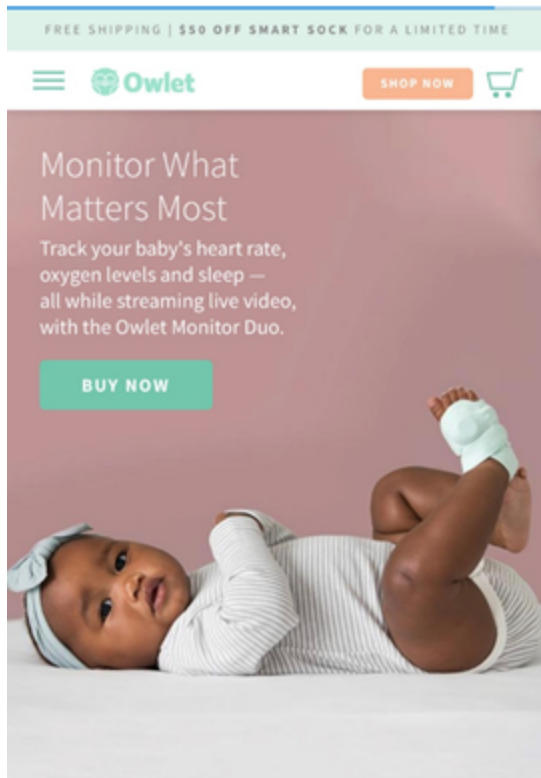 FREE SHIPPING | $50 OFF SMART SOCK FOR A LIMITED TIME
Owlet
SHOP NOW
Monitor What
Matters Most
Track your baby's heart rate,
oxygen levels and sleep —
all while streaming live video,
with the Owlet Monitor Duo.
BUY NOW